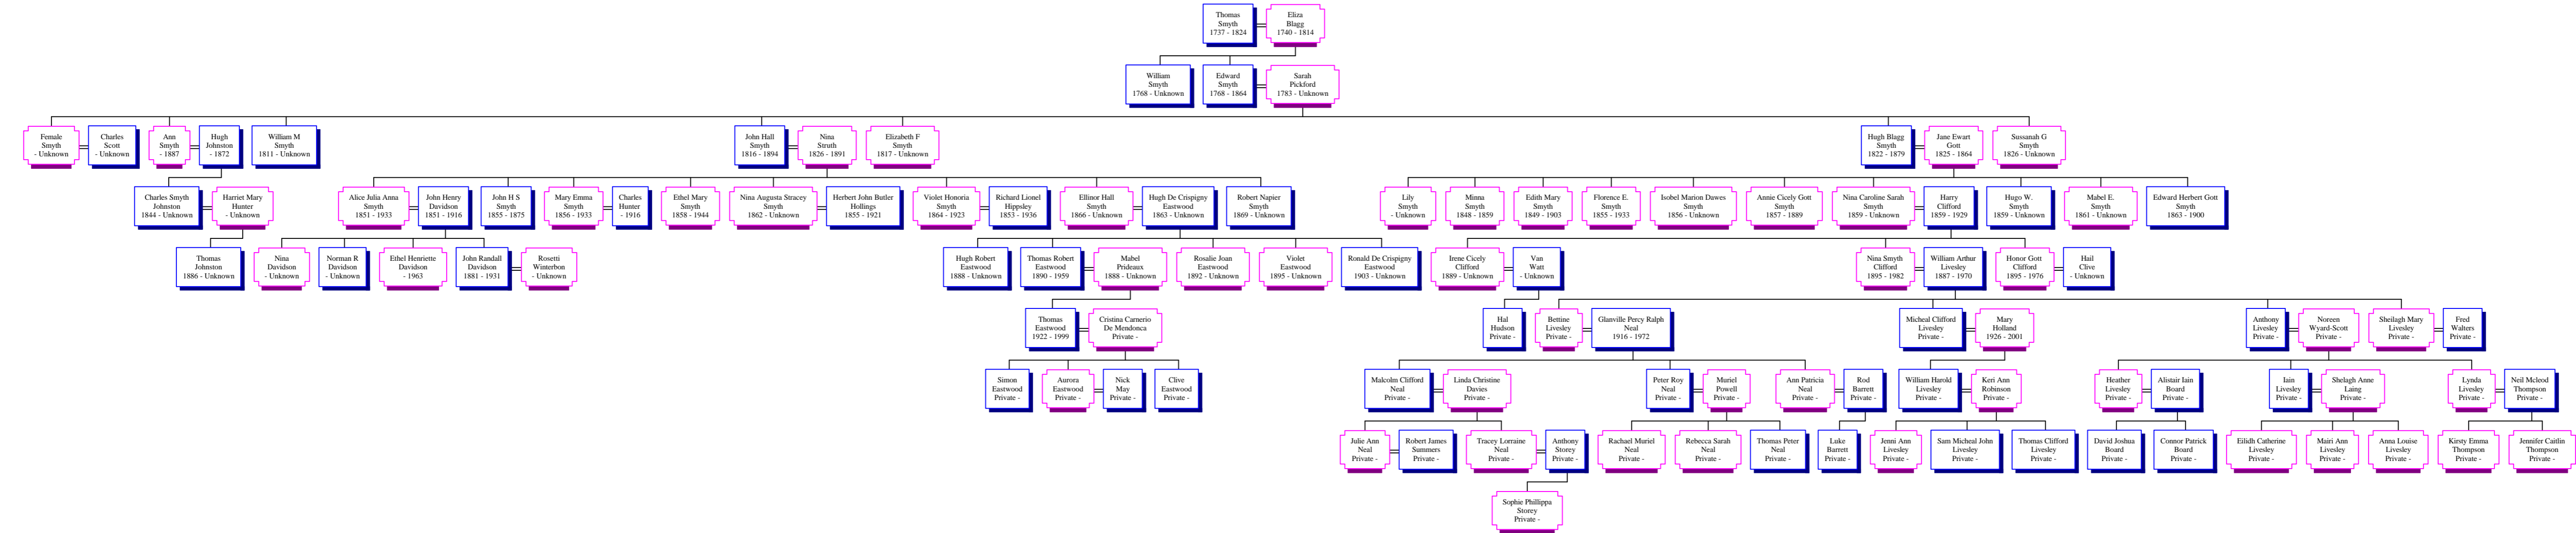 Thomas
Smyth
1737 - 1824
Eliza
Blagg
1740 - 1814
William
Smyth
1768 - Unknown
Edward
Smyth
1768 - 1864
Sarah
Pickford
1783 - Unknown
Female
Smyth
- Unknown
Charles
Scott
- Unknown
Ann
Smyth
- 1887
Hugh
Johnston
- 1872
William M
Smyth
1811 - Unknown
John Hall
Smyth
1816 - 1894
Nina
Struth
1826 - 1891
Elizabeth F
Smyth
1817 - Unknown
Hugh Blagg
Smyth
1822 - 1879
Jane Ewart
Gott
1825 - 1864
Sussanah G
Smyth
1826 - Unknown
Charles Smyth
Johnston
1844 - Unknown
Harriet Mary
Hunter
- Unknown
Alice Julia Anna
Smyth
1851 - 1933
John Henry
Davidson
1851 - 1916
John H S
Smyth
1855 - 1875
Mary Emma
Smyth
1856 - 1933
Charles
Hunter
- 1916
Ethel Mary
Smyth
1858 - 1944
Nina Augusta Stracey
Smyth
1862 - Unknown
Herbert John Butler
Hollings
1855 - 1921
Violet Honoria
Smyth
1864 - 1923
Richard Lionel
Hippsley
1853 - 1936
Ellinor Hall
Smyth
1866 - Unknown
Hugh De Crispigny
Eastwood
1863 - Unknown
Robert Napier
Smyth
1869 - Unknown
Lily
Smyth
- Unknown
Minna
Smyth
1848 - 1859
Edith Mary
Smyth
1849 - 1903
Florence E.
Smyth
1855 - 1933
Isobel Marion Dawes
Smyth
1856 - Unknown
Annie Cicely Gott
Smyth
1857 - 1889
Nina Caroline Sarah
Smyth
1859 - Unknown
Harry
Clifford
1859 - 1929
Hugo W.
Smyth
1859 - Unknown
Mabel E.
Smyth
1861 - Unknown
Edward Herbert Gott
Smyth
1863 - 1900
Thomas
Johnston
1886 - Unknown
Nina
Davidson
- Unknown
Norman R
Davidson
- Unknown
Ethel Henriette
Davidson
- 1963
John Randall
Davidson
1881 - 1931
Rosetti
Winterbon
- Unknown
Hugh Robert
Eastwood
1888 - Unknown
Thomas Robert
Eastwood
1890 - 1959
Mabel
Prideaux
1888 - Unknown
Rosalie Joan
Eastwood
1892 - Unknown
Violet
Eastwood
1895 - Unknown
Ronald De Crispigny
Eastwood
1903 - Unknown
Irene Cicely
Clifford
1889 - Unknown
Van
Watt
- Unknown
Nina Smyth
Clifford
1895 - 1982
William Arthur
Livesley
1887 - 1970
Honor Gott
Clifford
1895 - 1976
Hail
Clive
- Unknown
Thomas
Eastwood
1922 - 1999
Cristina Carnerio
De Mendonca
Private -
Hal
Hudson
Private -
Bettine
Livesley
Private -
Glanville Percy Ralph
Neal
1916 - 1972
Micheal Clifford
Livesley
Private -
Mary
Holland
1926 - 2001
Anthony
Livesley
Private -
Noreen
Wyard-Scott
Private -
Sheilagh Mary
Livesley
Private -
Fred
Walters
Private -
Simon
Eastwood
Private -
Aurora
Eastwood
Private -
Nick
May
Private -
Clive
Eastwood
Private -
Malcolm Clifford
Neal
Private -
Linda Christine
Davies
Private -
Peter Roy
Neal
Private -
Muriel
Powell
Private -
Ann Patricia
Neal
Private -
Rod
Barrett
Private -
William Harold
Livesley
Private -
Keri Ann
Robinson
Private -
Heather
Livesley
Private -
Alistair Iain
Board
Private -
Iain
Livesley
Private -
Shelagh Anne
Laing
Private -
Lynda
Livesley
Private -
Neil Mcleod
Thompson
Private -
Julie Ann
Neal
Private -
Robert James
Summers
Private -
Tracey Lorraine
Neal
Private -
Anthony
Storey
Private -
Rachael Muriel
Neal
Private -
Rebecca Sarah
Neal
Private -
Thomas Peter
Neal
Private -
Luke
Barrett
Private -
Jenni Ann
Livesley
Private -
Sam Micheal John
Livesley
Private -
Thomas Clifford
Livesley
Private -
David Joshua
Board
Private -
Connor Patrick
Board
Private -
Eilidh Catherine
Livesley
Private -
Mairi Ann
Livesley
Private -
Anna Louise
Livesley
Private -
Kirsty Emma
Thompson
Private -
Jennifer Caitlin
Thompson
Private -
Sophie Phillippa
Storey
Private -